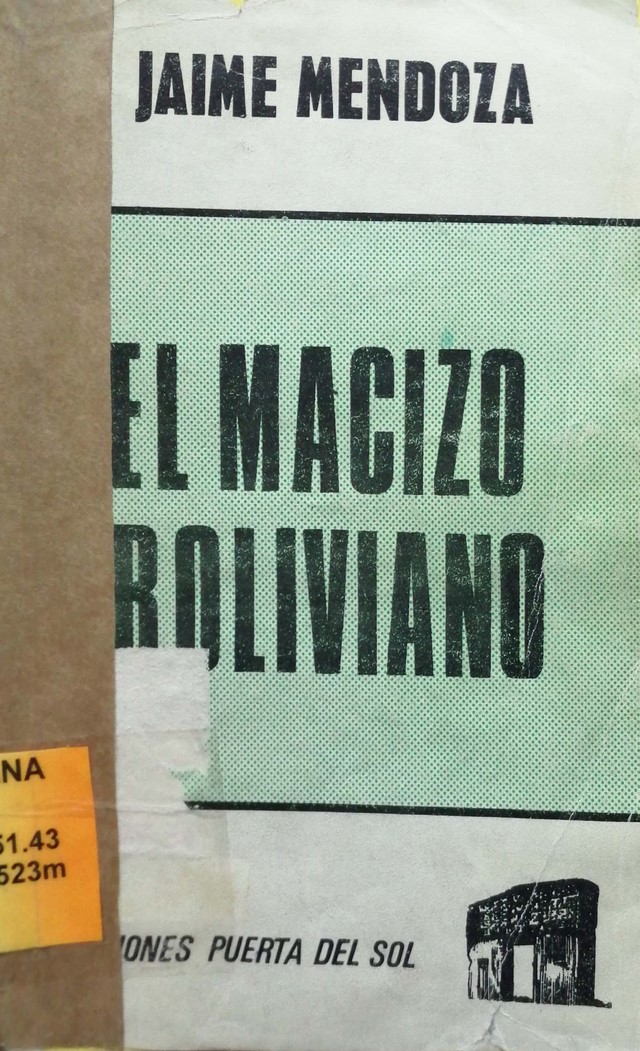 JAIME MENDOZA
EL MACIZO
BOLIVIANO
NA
51.43
523m
IONES PUERTA DEL SOL